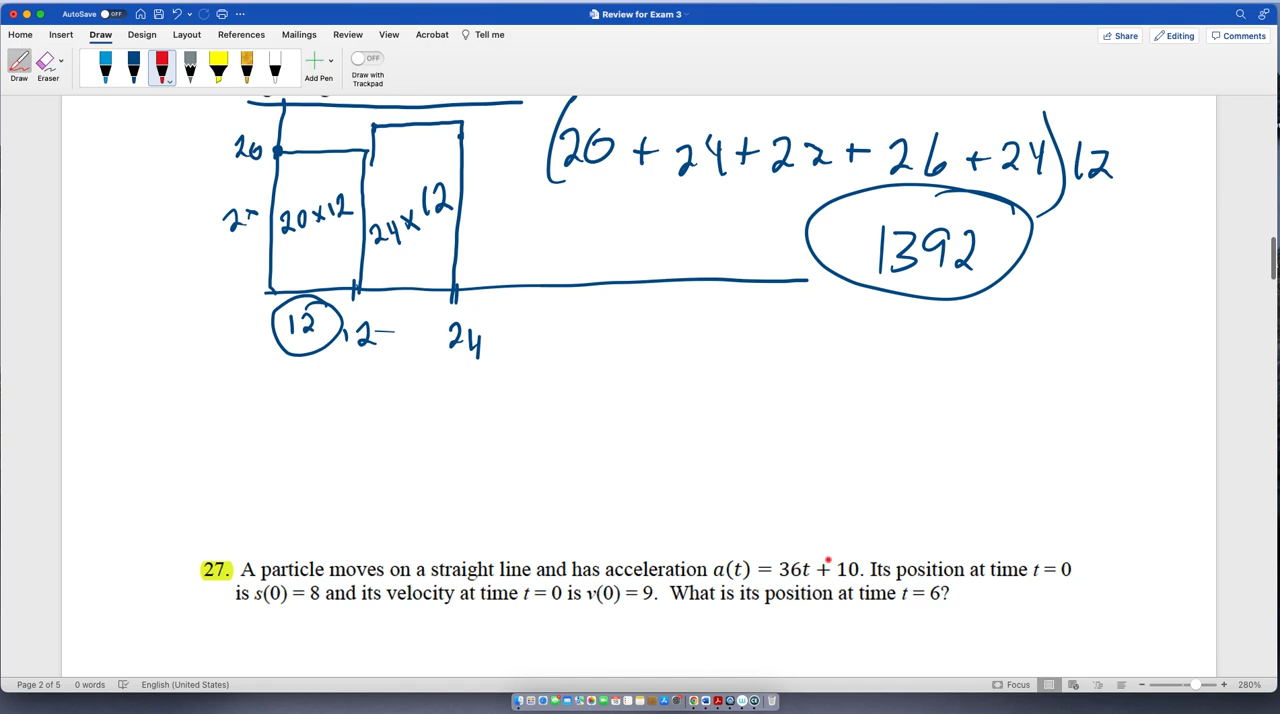 AutoSave OFF Review for Exam 3
Home Insert Draw Design Layout References Mailings Review View Acrobat Tell me Share Editing Comments
Draw Eraser Add Pen OFF Draw with Trackpad
20
(20 + 24 + 22 + 26 + 24) 12
20×12 24×12
1392
12 12 24
27. A particle moves on a straight line and has acceleration a(t) = 36t + 10. Its position at time t = 0
is s(0) = 8 and its velocity at time t = 0 is v(0) = 9. What is its position at time t = 6?
Page 2 of 5 0 words English (United States) Focus 280%